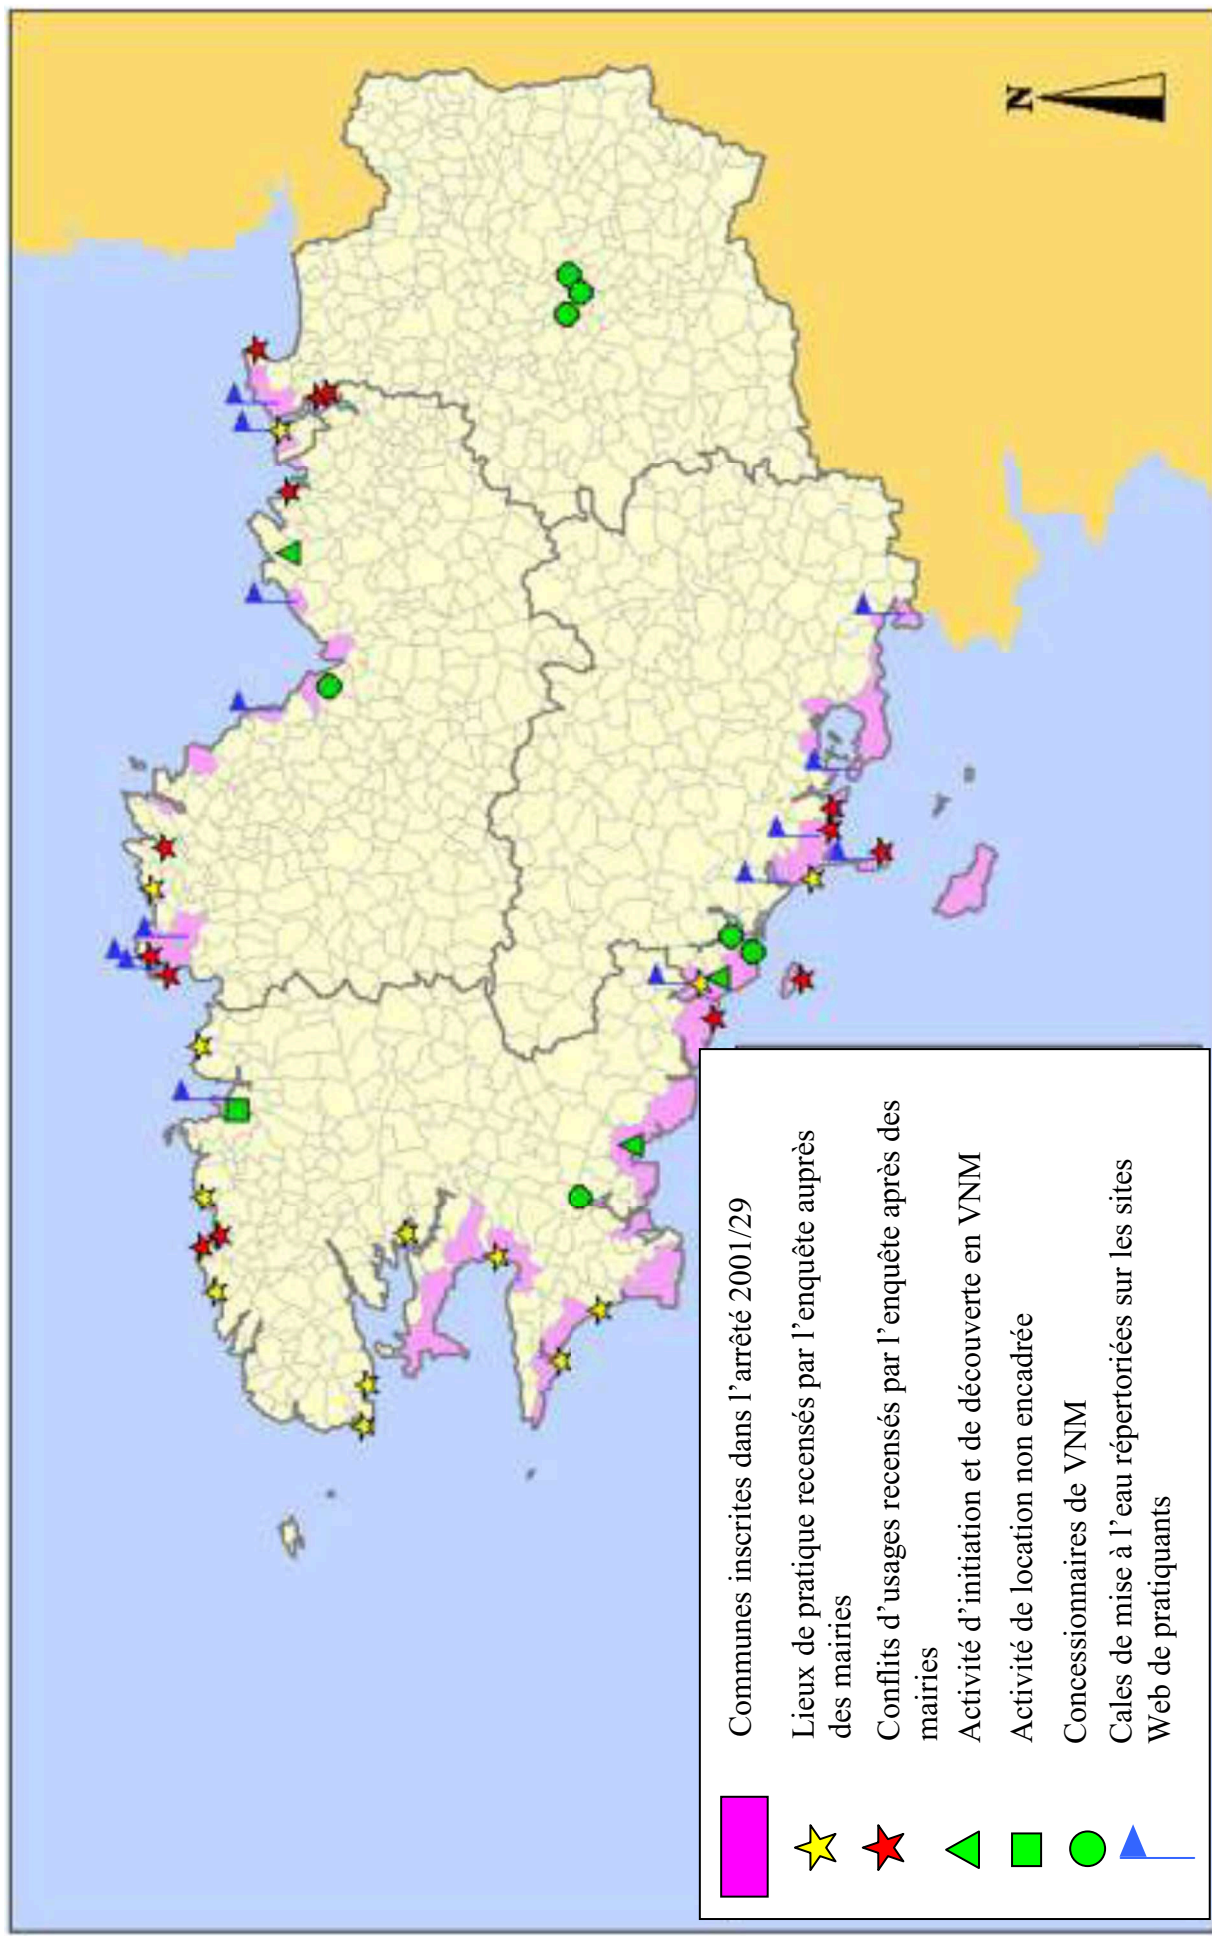 N
Communes inscrites dans l'arrêté 2001/29
Lieux de pratique recensés par l'enquête auprès
des mairies
Conflits d'usages recensés par l'enquête après des
mairies
Activité d'initiation et de découverte en VNM
Activité de location non encadrée
Concessionnaires de VNM
Cales de mise à l'eau répertoriées sur les sites
Web de pratiquants